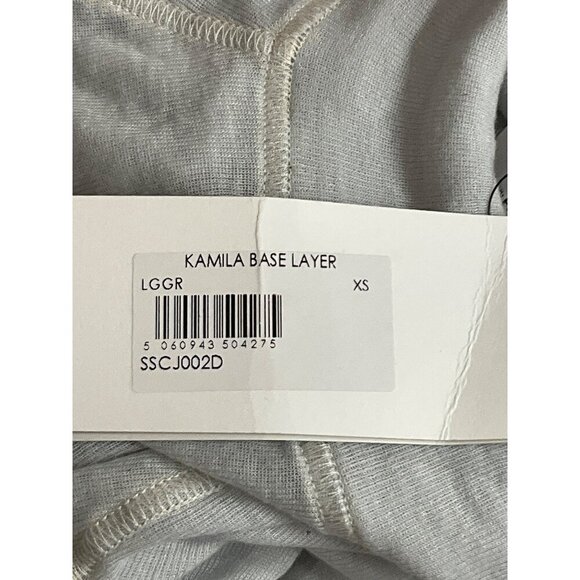 KAMILA BASE LAYER
LGGR XS
5 060943 504275
SSCJ002D